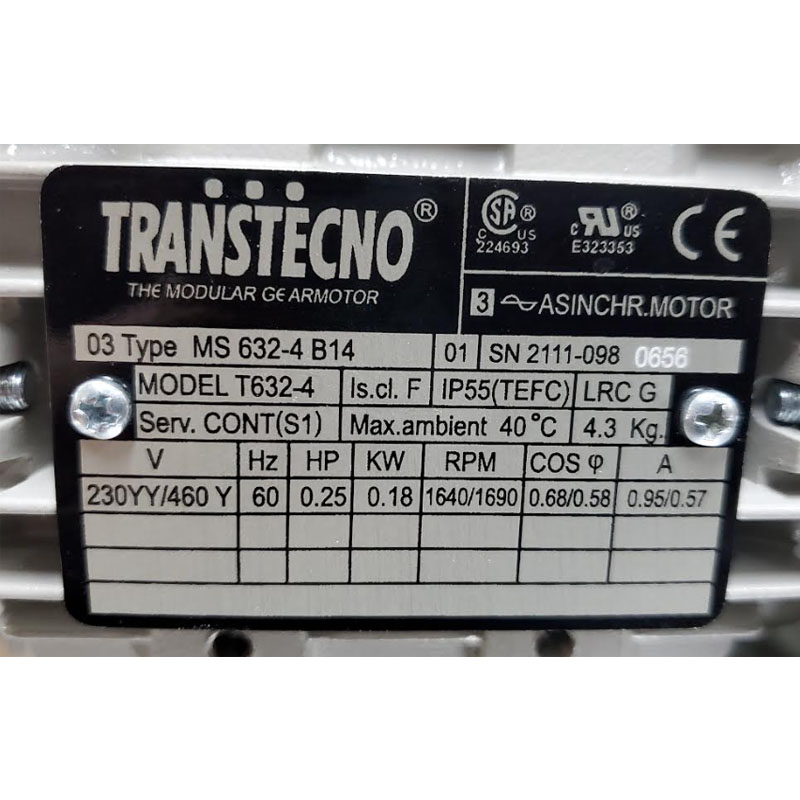 TRANSTECNO®
THE MODULAR GEARMOTOR
C SA ® US
224693
c RU ® US
E323353
CE
3 ASINCHR.MOTOR
03 Type MS 632-4 B14 01 SN 2111-098 0656
MODEL T632-4 Is.cl. F IP55(TEFC) LRC G
Serv. CONT(S1) Max.ambient 40°C 4.3 Kg.
V Hz HP KW RPM COS φ A
230YY/460 Y 60 0.25 0.18 1640/1690 0.68/0.58 0.95/0.57